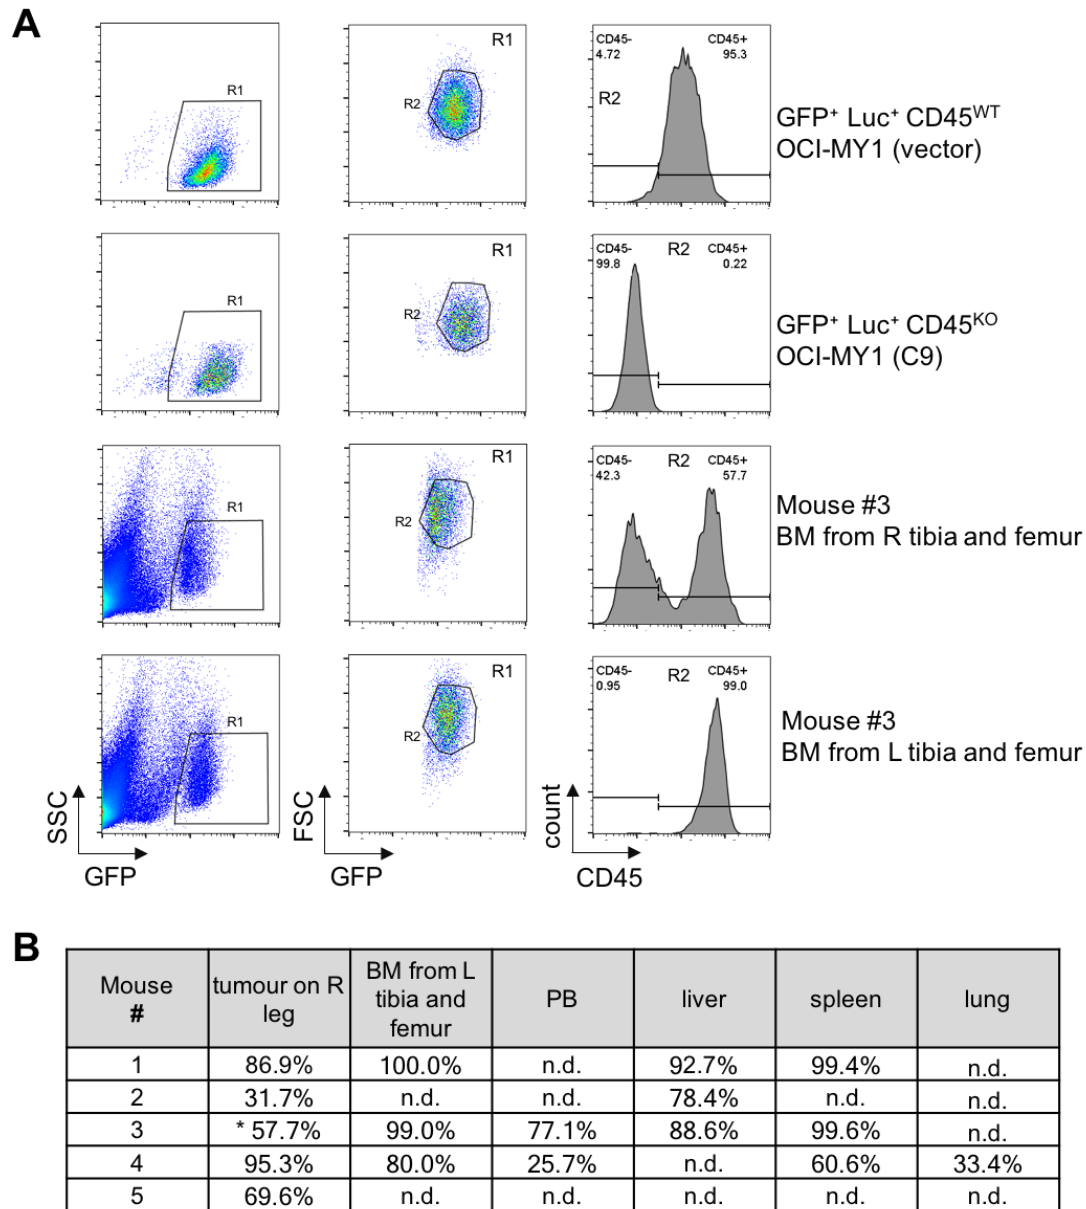 A
R1
R1
R2
CD45-
4.72
CD45+
95.3
R2
GFP⁺ Luc⁺ CD45ᵂᵀ
OCI-MY1 (vector)
R1
R1
R2
CD45-
99.8
R2
CD45+
0.22
GFP⁺ Luc⁺ CD45ᴷᴼ
OCI-MY1 (C9)
R1
R1
R2
CD45-
42.3
R2
CD45+
57.7
Mouse #3
BM from R tibia and femur
R1
R1
R2
CD45-
0.95
R2
CD45+
99.0
Mouse #3
BM from L tibia and femur
SSC
GFP
FSC
GFP
count
CD45
B
Mouse # | tumour on R leg | BM from L tibia and femur | PB | liver | spleen | lung
1 | 86.9% | 100.0% | n.d. | 92.7% | 99.4% | n.d.
2 | 31.7% | n.d. | n.d. | 78.4% | n.d. | n.d.
3 | * 57.7% | 99.0% | 77.1% | 88.6% | 99.6% | n.d.
4 | 95.3% | 80.0% | 25.7% | n.d. | 60.6% | 33.4%
5 | 69.6% | n.d. | n.d. | n.d. | n.d. | n.d.